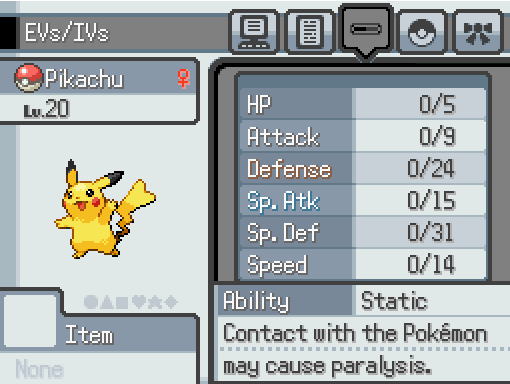 EVs/IVs
Pikachu ♀
Lv.20
HP 0/5
Attack 0/9
Defense 0/24
Sp. Atk 0/15
Sp. Def 0/31
Speed 0/14
Ability Static
Contact with the Pokémon
may cause paralysis.
Item
None